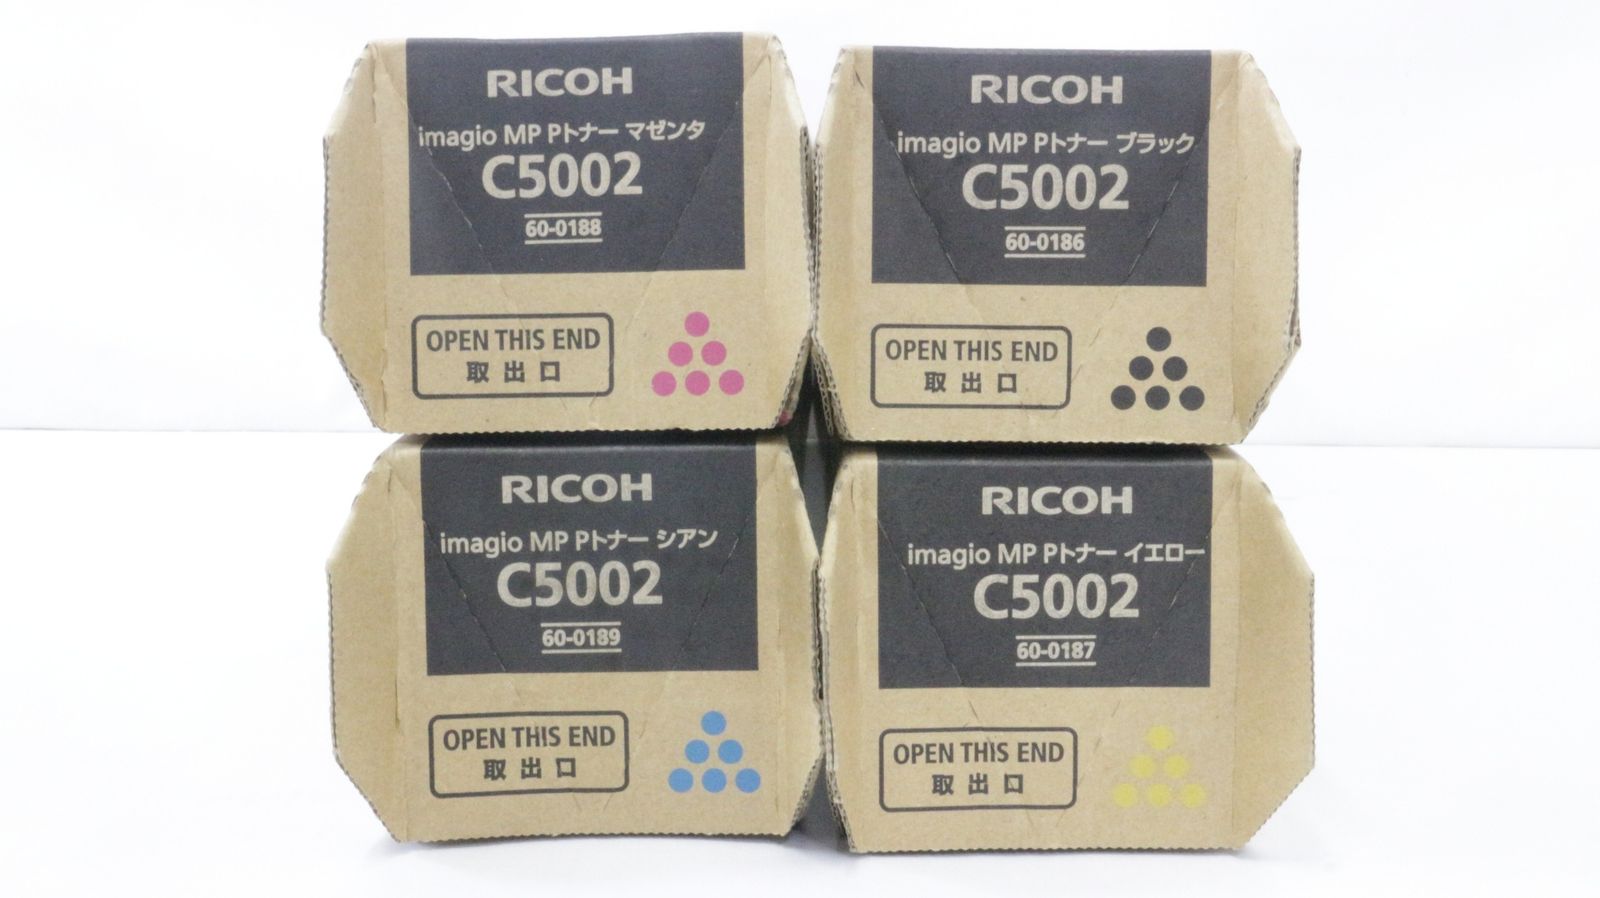 RICOH
imagio MP Pトナー マゼンタ
C5002
60-0188
OPEN THIS END
取出口
RICOH
imagio MP Pトナー ブラック
C5002
60-0186
OPEN THIS END
取出口
RICOH
imagio MP Pトナー シアン
C5002
60-0189
OPEN THIS END
取出口
RICOH
imagio MP Pトナー イエロー
C5002
60-0187
OPEN THIS END
取出口